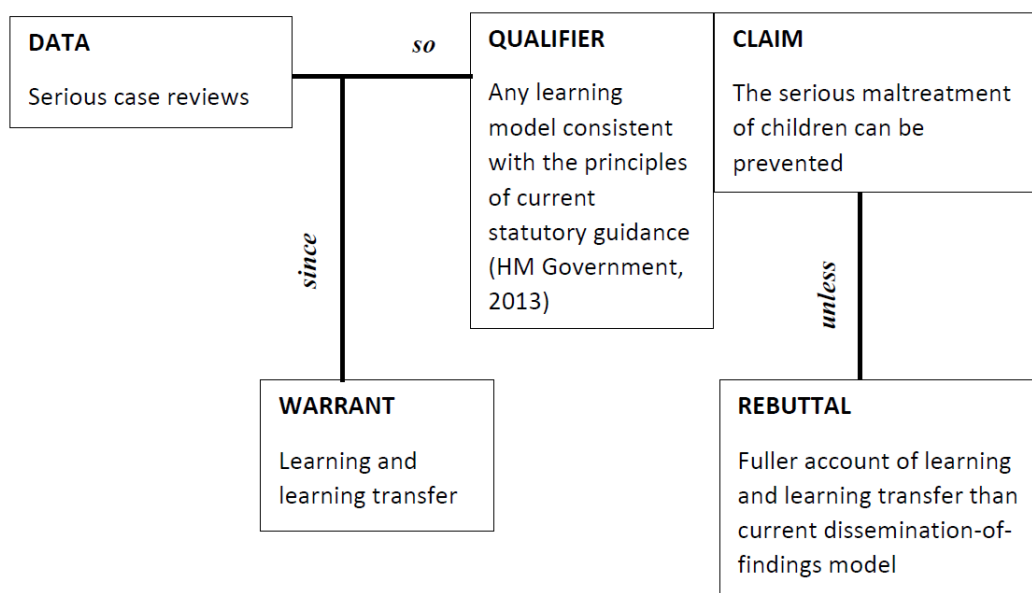 DATA
Serious case reviews
so
QUALIFIER
Any learning
model consistent
with the principles
of current
statutory guidance
(HM Government,
2013)
CLAIM
The serious maltreatment
of children can be
prevented
since
unless
WARRANT
Learning and
learning transfer
REBUTTAL
Fuller account of learning
and learning transfer than
current dissemination-of-
findings model